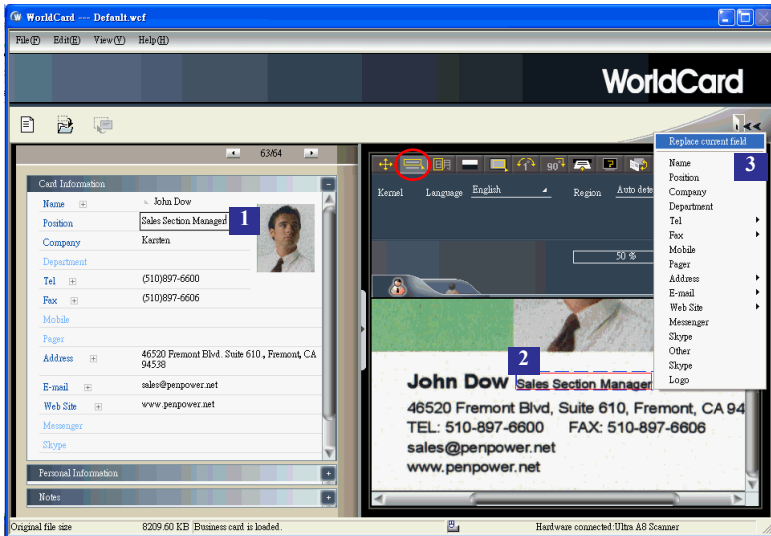 WorldCard --- Default.wcf
File(F) Edit(E) View(V) Help(H)
WorldCard
63/64
Card Information
Name John Dow
Position Sales Section Managed
1
Company Karsten
Department
Tel (510)897-6600
Fax (510)897-6606
Mobile
Pager
Address 46520 Fremont Blvd. Suite 610., Fremont, CA
94538
E-mail sales@penpower.net
Web Site www.penpower.net
Messenger
Skype
Personal Information
Notes
Kernel Language English Region Auto dete
50 %
2
John Dow Sales Section Manager
46520 Fremont Blvd, Suite 610, Fremont, CA 94
TEL: 510-897-6600 FAX: 510-897-6606
sales@penpower.net
www.penpower.net
Replace current field
3
Name
Position
Company
Department
Tel
Fax
Mobile
Pager
Address
E-mail
Web Site
Messenger
Skype
Other
Skype
Logo
Original file size 8209.60 KB Business card is loaded. Hardware connected:Ultra A8 Scanner